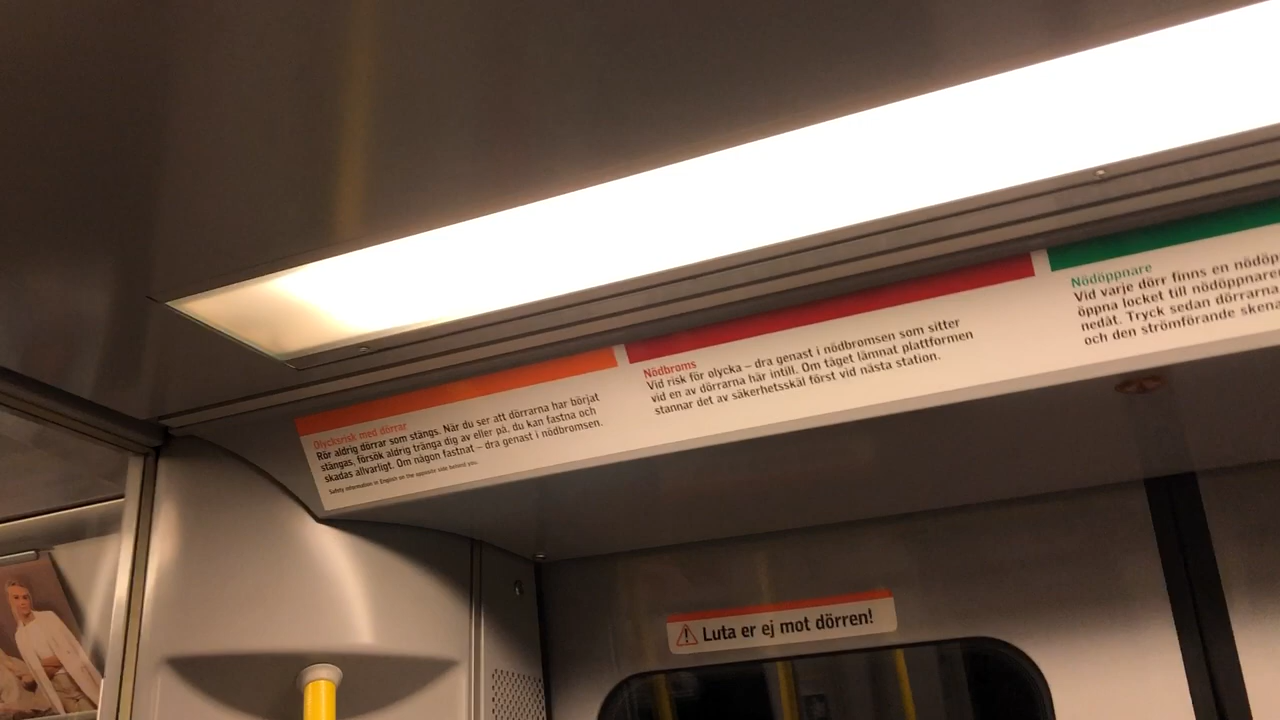 Olycksrisk med dörrar
Rör aldrig dörrar som stängs. När du ser att dörrarna har börjat
stängas, försök aldrig tränga dig av eller på, du kan fastna och
skadas allvarligt. Om någon fastnat – dra genast i nödbromsen.
Safety information in English on the opposite side behind you.
Nödbroms
Vid risk för olycka – dra genast i nödbromsen som sitter
vid en av dörrarna här intill. Om tåget lämnat plattformen
stannar det av säkerhetsskäl först vid nästa station.
Nödöppnare
Vid varje dörr finns en nödöp
öppna locket till nödöppnare
nedåt. Tryck sedan dörrarna
och den strömförande skena
Luta er ej mot dörren!